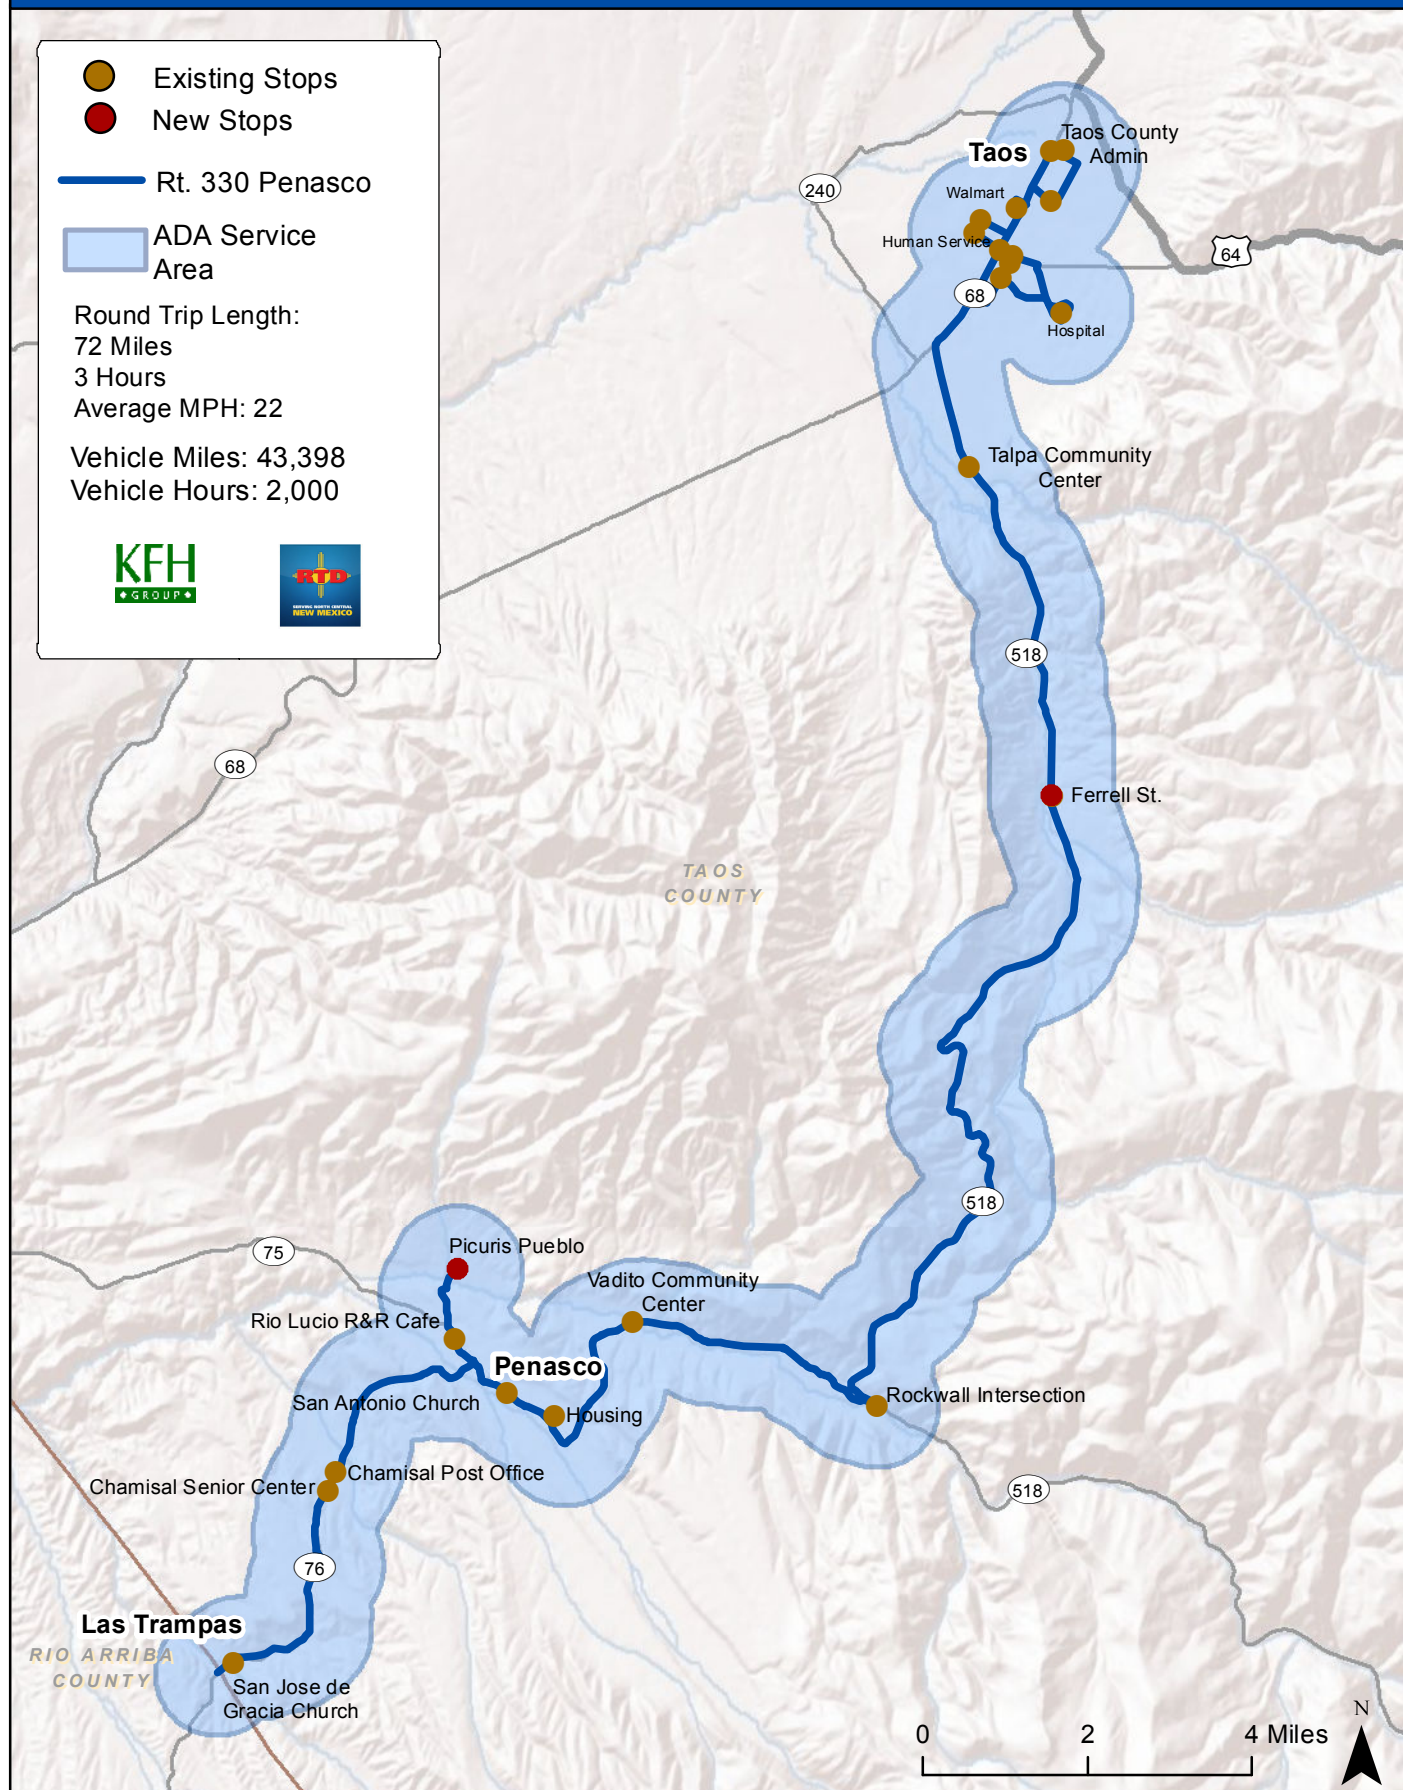 Existing Stops
New Stops
Rt. 330 Penasco
ADA Service
Area
Round Trip Length:
72 Miles
3 Hours
Average MPH: 22
Vehicle Miles: 43,398
Vehicle Hours: 2,000
KFH
GROUP
RTD
SERVING NORTH CENTRAL
NEW MEXICO
Taos
Taos County
Admin
240
Walmart
Human Service
64
68
Hospital
Talpa Community
Center
518
68
Ferrell St.
TAOS
COUNTY
518
75
Picuris Pueblo
Vadito Community
Center
Rio Lucio R&R Cafe
Penasco
San Antonio Church
Rockwall Intersection
Housing
Chamisal Post Office
Chamisal Senior Center
518
76
Las Trampas
RIO ARRIBA
COUNTY
San Jose de
Gracia Church
N
0 2 4 Miles